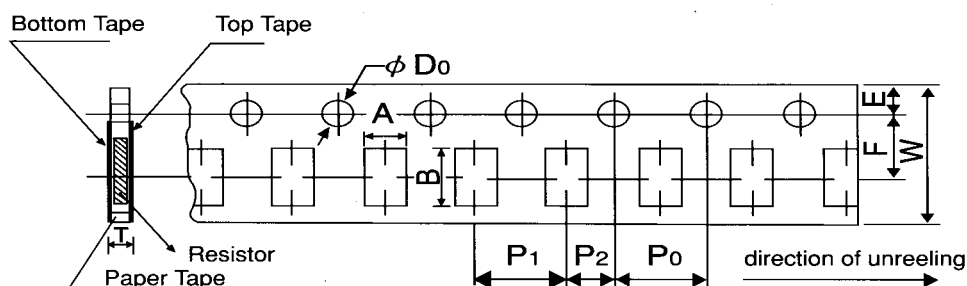 Bottom Tape
Top Tape
ϕ D0
A
B
E
F
W
T
Resistor
Paper Tape
P1
P2
P0
direction of unreeling